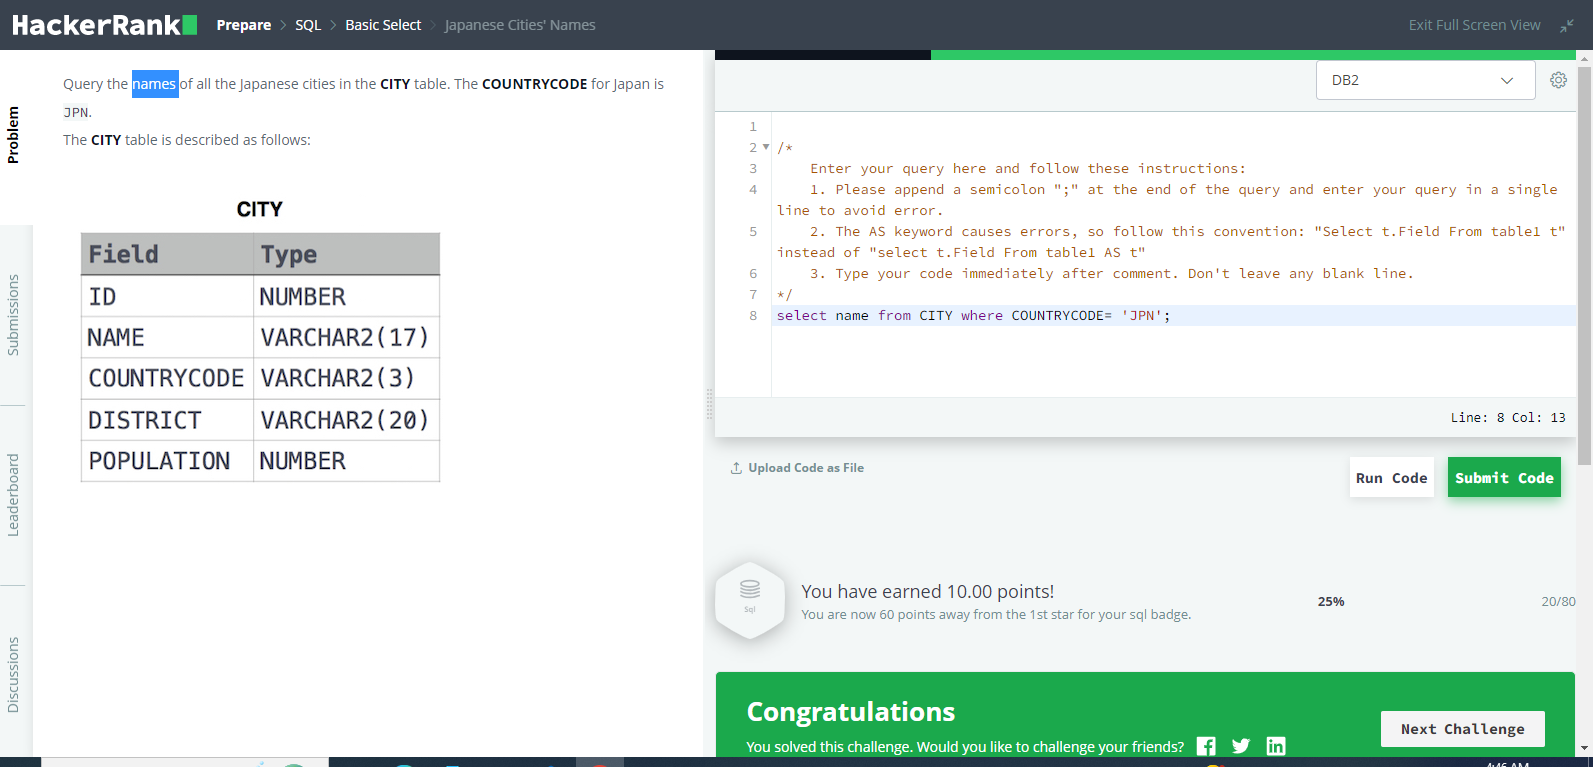 HackerRank Prepare > SQL > Basic Select > Japanese Cities' Names
Exit Full Screen View
Problem
Submissions
Leaderboard
Discussions
Query the names of all the Japanese cities in the CITY table. The COUNTRYCODE for Japan is
JPN.
The CITY table is described as follows:
CITY
Field Type
ID NUMBER
NAME VARCHAR2(17)
COUNTRYCODE VARCHAR2(3)
DISTRICT VARCHAR2(20)
POPULATION NUMBER
DB2
1
2 /*
3 Enter your query here and follow these instructions:
4 1. Please append a semicolon ";" at the end of the query and enter your query in a single
line to avoid error.
5 2. The AS keyword causes errors, so follow this convention: "Select t.Field From table1 t"
instead of "select t.Field From table1 AS t"
6 3. Type your code immediately after comment. Don't leave any blank line.
7 */
8 select name from CITY where COUNTRYCODE= 'JPN';
Line: 8 Col: 13
Upload Code as File
Run Code
Submit Code
Sql
You have earned 10.00 points!
You are now 60 points away from the 1st star for your sql badge.
25%
20/80
Congratulations
You solved this challenge. Would you like to challenge your friends?
Next Challenge